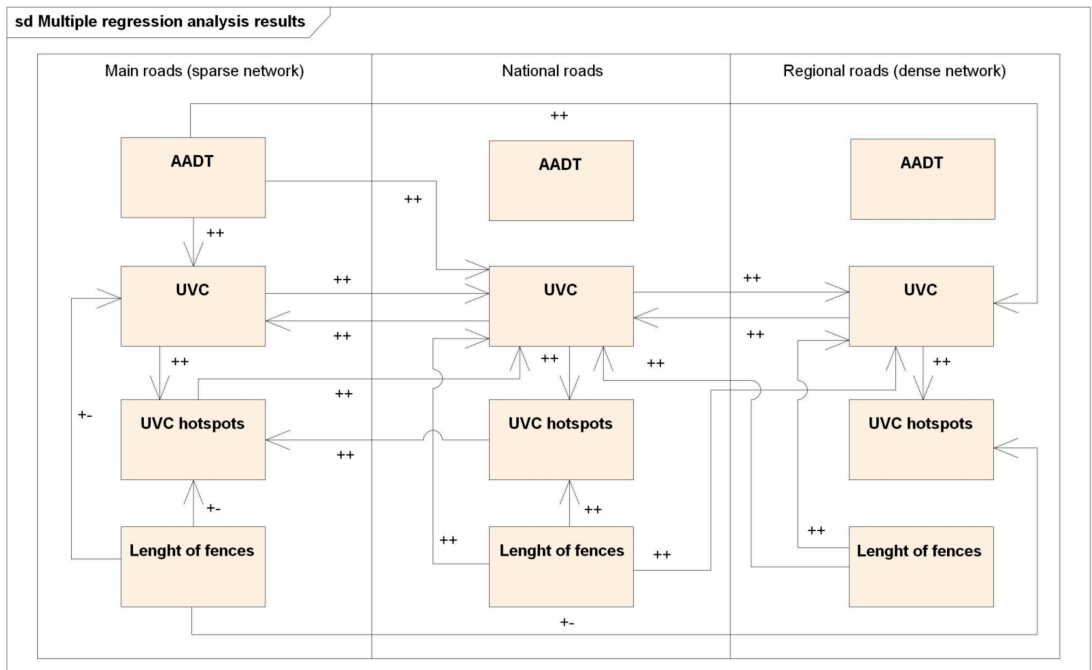 sd Multiple regression analysis results
Main roads (sparse network)
National roads
Regional roads (dense network)
++
AADT
AADT
AADT
++
++
UVC
UVC
UVC
++
++
++
++
++
++
++
++
++
+-
UVC hotspots
UVC hotspots
UVC hotspots
++
+-
++
Lenght of fences
Lenght of fences
Lenght of fences
++
++
++
+-